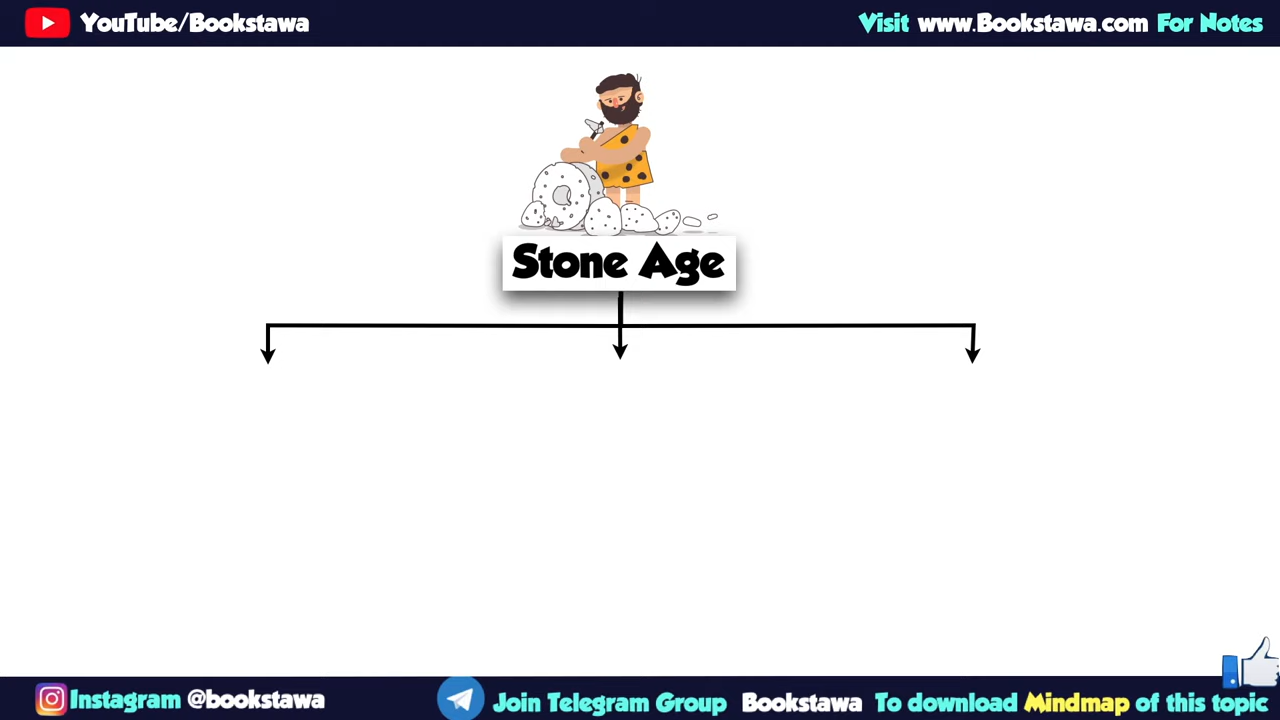 YouTube/Bookstawa
Visit www.Bookstawa.com For Notes
Stone Age
Instagram @bookstawa
Join Telegram Group Bookstawa To download Mindmap of this topic